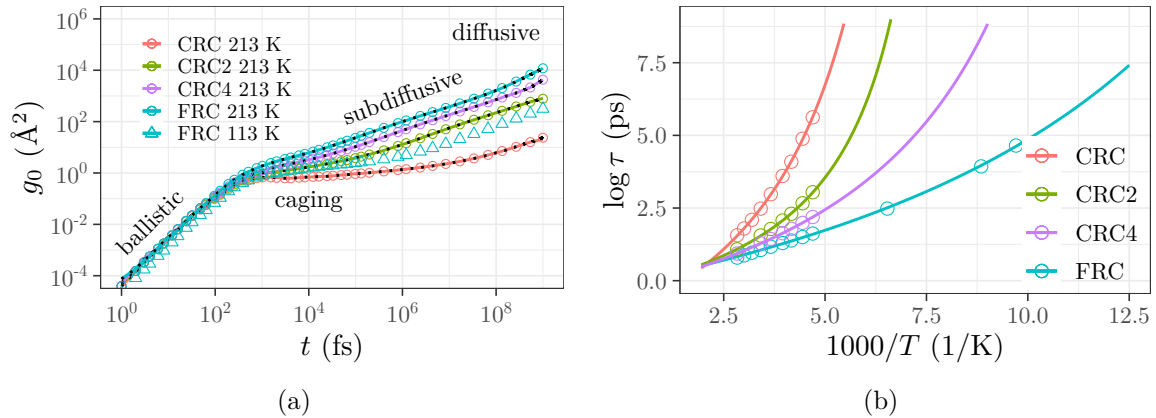 10^6
10^4
10^2
10^0
10^{-2}
10^{-4}
g_0 (Å^2)
CRC 213 K
CRC2 213 K
CRC4 213 K
FRC 213 K
FRC 113 K
diffusive
subdiffusive
caging
ballistic
10^0 10^2 10^4 10^6 10^8
t (fs)
(a)
7.5
5.0
2.5
0.0
log τ (ps)
CRC
CRC2
CRC4
FRC
2.5 5.0 7.5 10.0 12.5
1000/T (1/K)
(b)